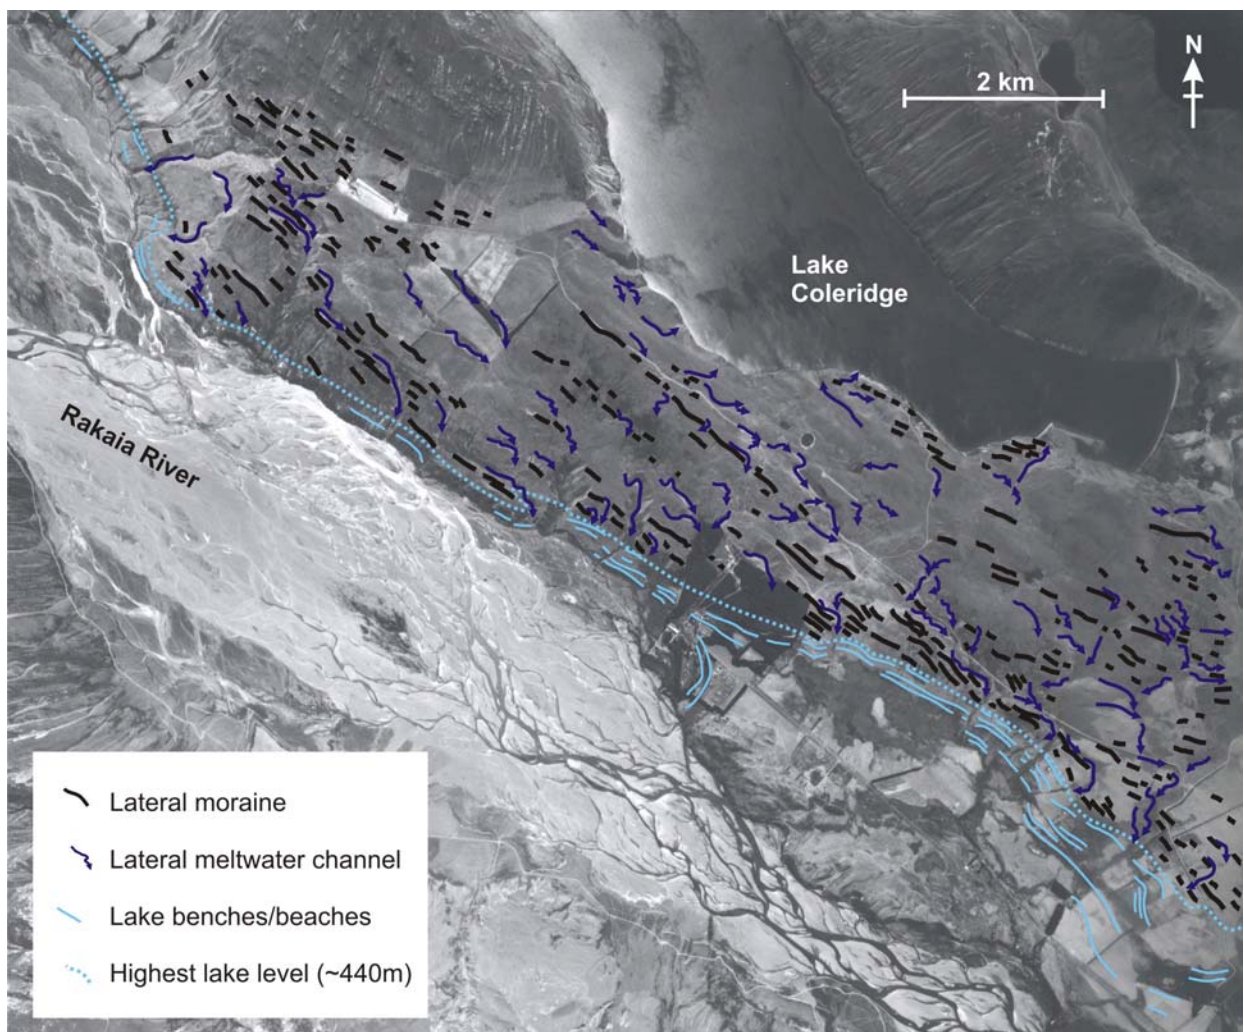 N
2 km
Lake
Coleridge
Rakaia River
Lateral moraine
Lateral meltwater channel
Lake benches/beaches
Highest lake level (~440m)